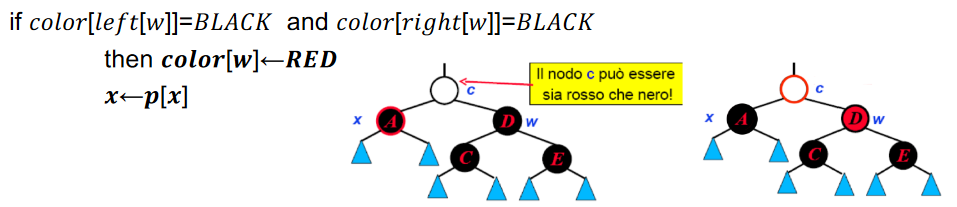 if color[left[w]]=BLACK and color[right[w]]=BLACK
then color[w]←RED
x←p[x]
Il nodo c può essere
sia rosso che nero!
c
x A D w
C E
c
x A D w
C E